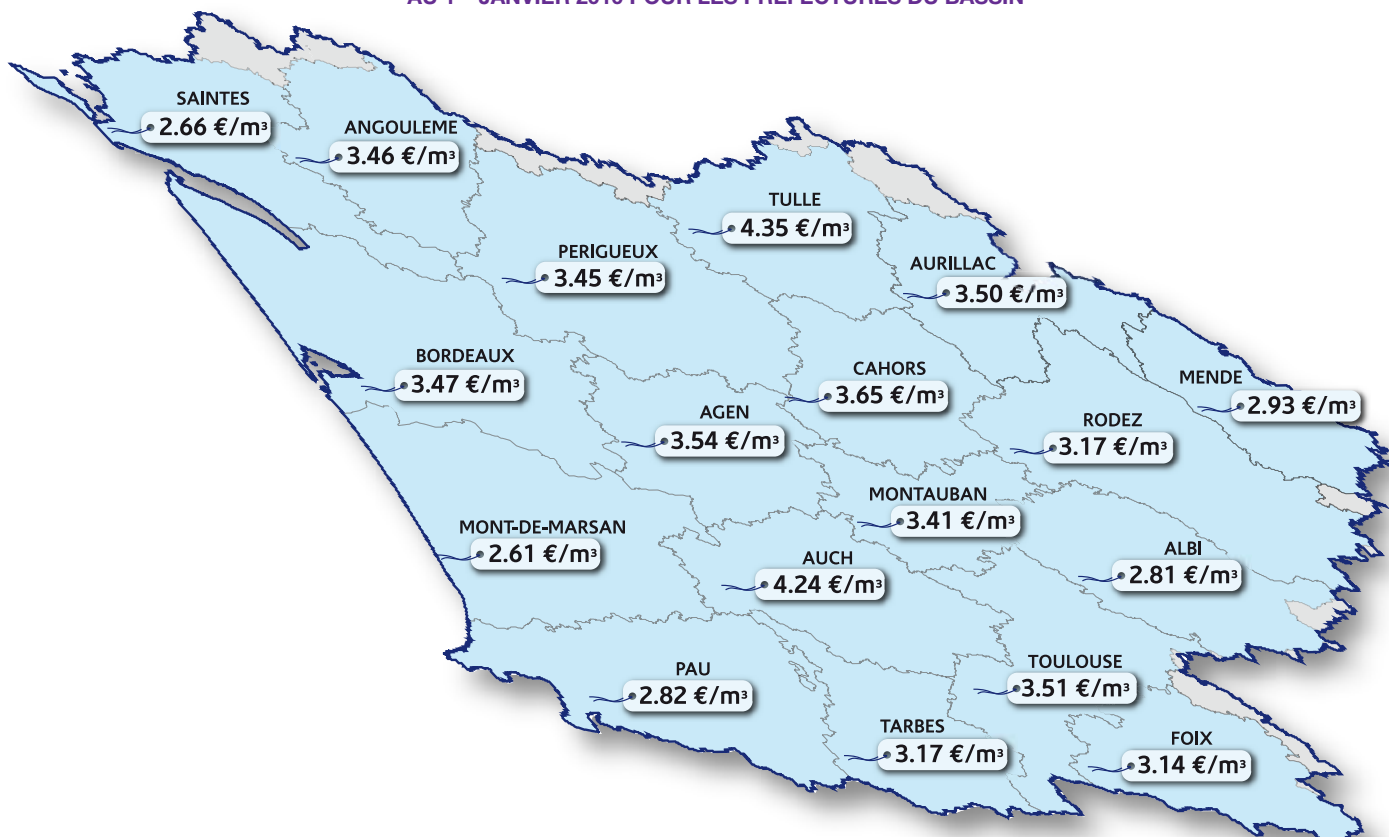 SAINTES
2.66 €/m³
ANGOULEME
3.46 €/m³
TULLE
4.35 €/m³
PERIGUEUX
3.45 €/m³
AURILLAC
3.50 €/m³
BORDEAUX
3.47 €/m³
CAHORS
3.65 €/m³
MENDE
2.93 €/m³
AGEN
3.54 €/m³
RODEZ
3.17 €/m³
MONTAUBAN
3.41 €/m³
MONT-DE-MARSAN
2.61 €/m³
AUCH
4.24 €/m³
ALBI
2.81 €/m³
PAU
2.82 €/m³
TOULOUSE
3.51 €/m³
TARBES
3.17 €/m³
FOIX
3.14 €/m³